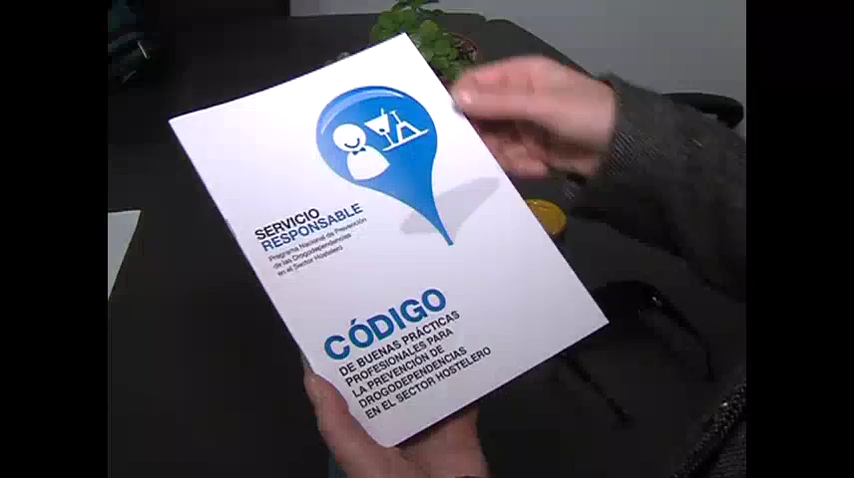 SERVICIO
RESPONSABLE
Programa Nacional de Prevención
de las Drogodependencias
en el Sector Hostelero
CÓDIGO
DE BUENAS PRÁCTICAS
PROFESIONALES PARA
LA PREVENCIÓN DE
DROGODEPENDENCIAS
EN EL SECTOR HOSTELERO